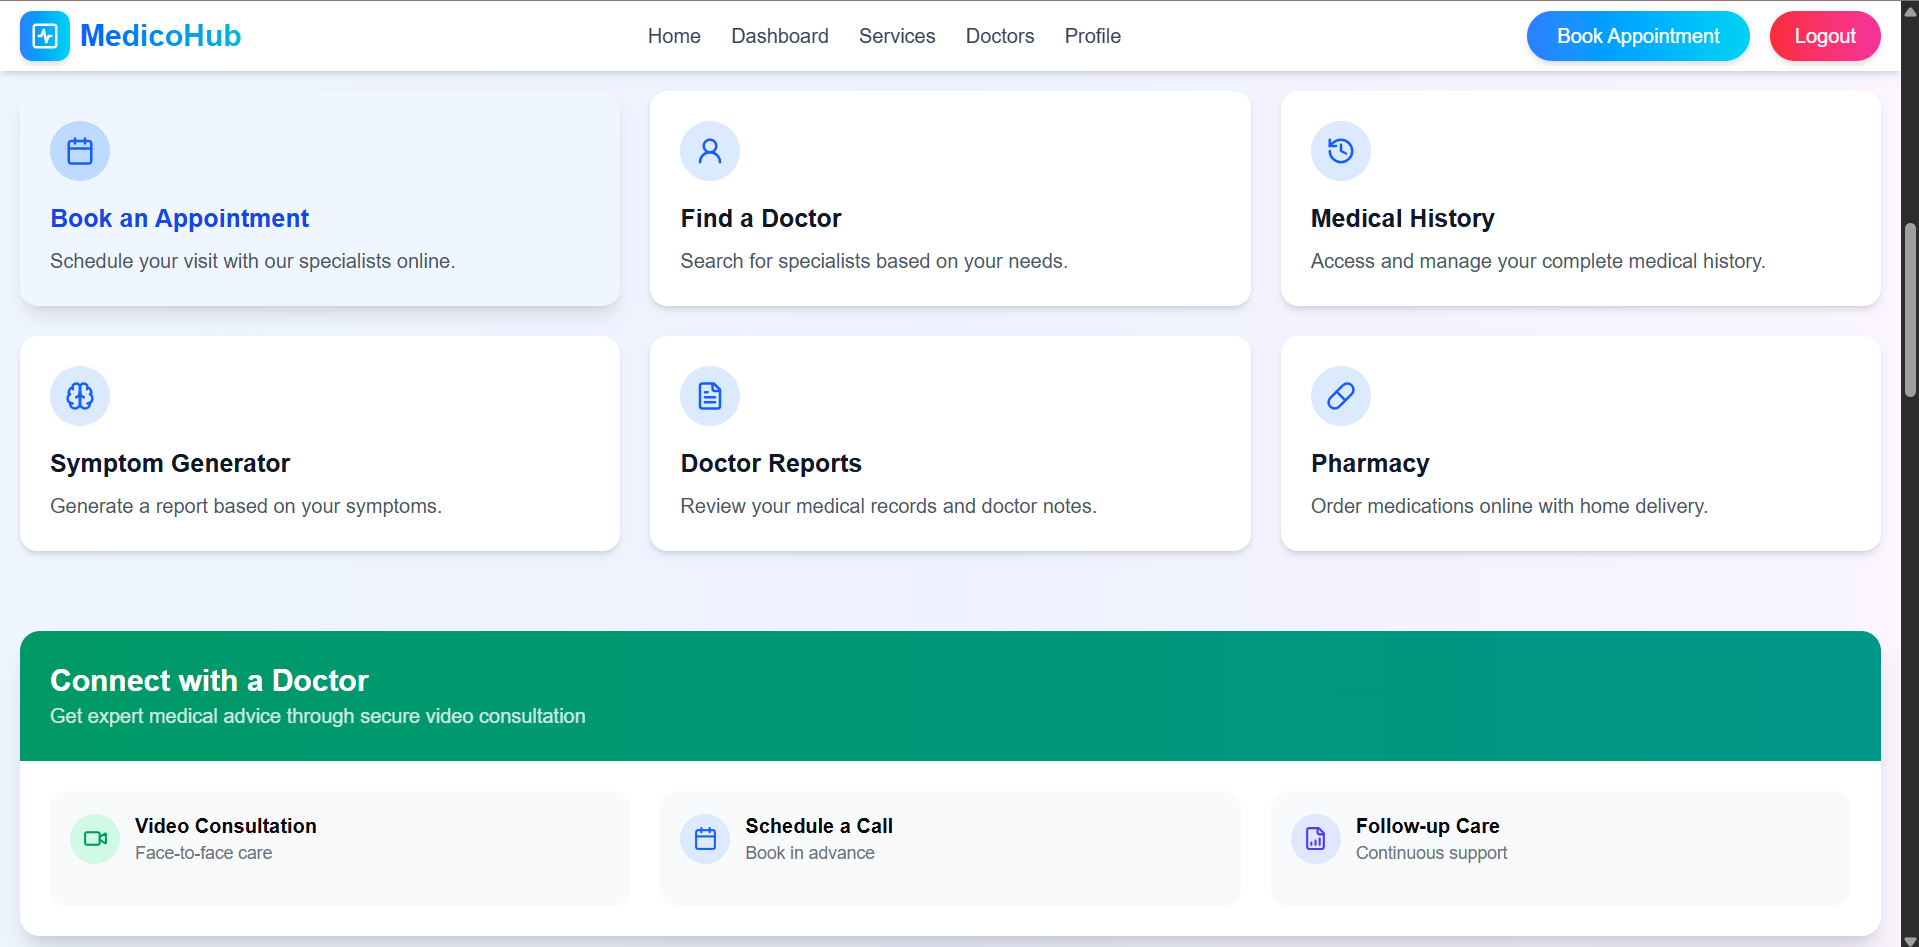 MedicoHub
Home Dashboard Services Doctors Profile
Book Appointment Logout
Book an Appointment
Schedule your visit with our specialists online.
Find a Doctor
Search for specialists based on your needs.
Medical History
Access and manage your complete medical history.
Symptom Generator
Generate a report based on your symptoms.
Doctor Reports
Review your medical records and doctor notes.
Pharmacy
Order medications online with home delivery.
Connect with a Doctor
Get expert medical advice through secure video consultation
Video Consultation
Face-to-face care
Schedule a Call
Book in advance
Follow-up Care
Continuous support